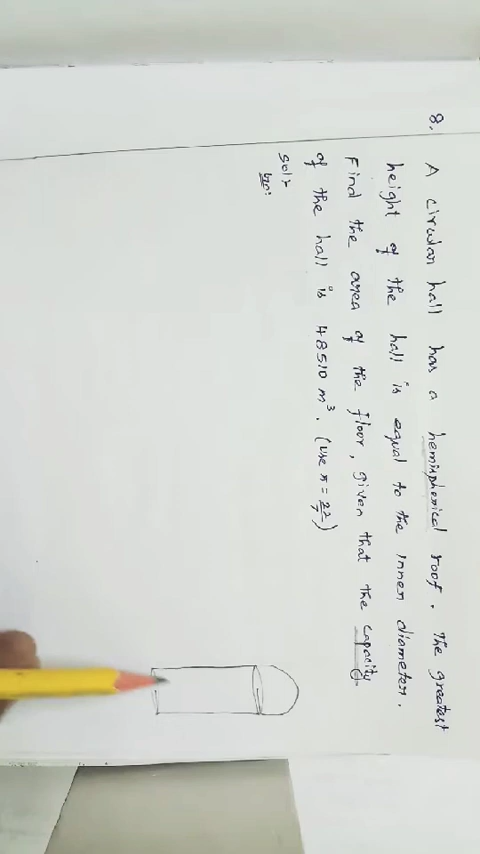 8. A circular hall has a hemispherical roof. The greatest
height of the hall is equal to the inner diameter.
Find the area of the floor, given that the capacity
of the hall is 48510 m³. (use π = 22/7)
Sol:-